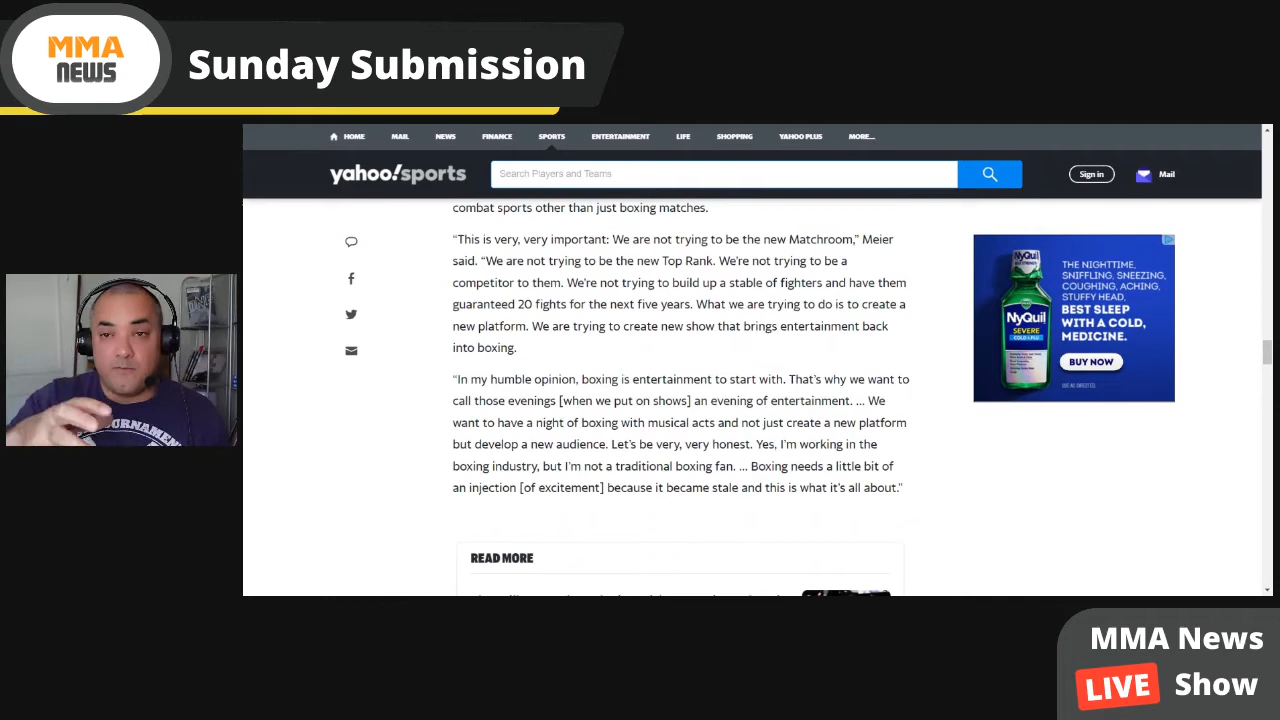 MMA
NEWS
Sunday Submission
HOME MAIL NEWS FINANCE SPORTS ENTERTAINMENT LIFE SHOPPING YAHOO PLUS MORE...
yahoo!sports
Search Players and Teams
Sign in
Mail
combat sports other than just boxing matches.
“This is very, very important: We are not trying to be the new Matchroom,” Meier
said. “We are not trying to be the new Top Rank. We're not trying to be a
competitor to them. We're not trying to build up a stable of fighters and have them
guaranteed 20 fights for the next five years. What we are trying to do is to create a
new platform. We are trying to create new show that brings entertainment back
into boxing.
“In my humble opinion, boxing is entertainment to start with. That's why we want to
call those evenings [when we put on shows] an evening of entertainment. ... We
want to have a night of boxing with musical acts and not just create a new platform
but develop a new audience. Let's be very, very honest. Yes, I'm working in the
boxing industry, but I'm not a traditional boxing fan. ... Boxing needs a little bit of
an injection [of excitement] because it became stale and this is what it's all about.”
READ MORE
THE NIGHTTIME,
SNIFFLING, SNEEZING,
COUGHING, ACHING,
STUFFY HEAD,
BEST SLEEP
WITH A COLD,
MEDICINE.
BUY NOW
USE AS DIRECTED.
NyQuil
NyQuil
SEVERE
COLD & FLU
TOURNAMENT
MMA News
LIVE Show